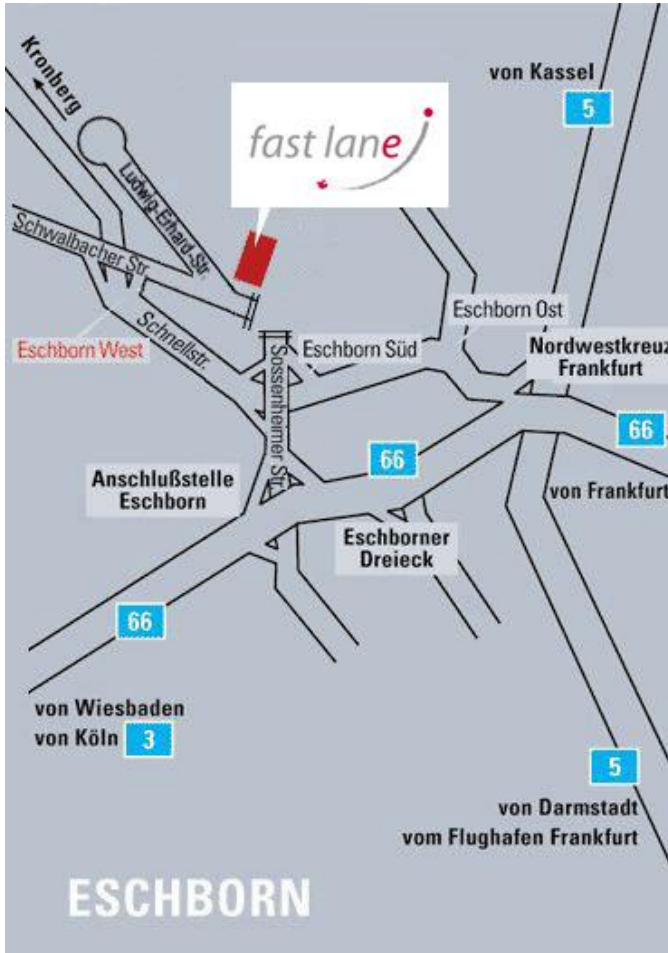 Kronberg
von Kassel
5
fast lane
Ludwig-Erhard-Str.
Schwalbacher Str.
Eschborn Ost
Eschborn West
Schnellstr.
Sossenheimer Str.
Eschborn Süd
Nordwestkreuz
Frankfurt
66
66
Anschlußstelle
Eschborn
von Frankfurt
Eschborner
Dreieck
66
von Wiesbaden
von Köln 3
5
von Darmstadt
vom Flughafen Frankfurt
ESCHBORN